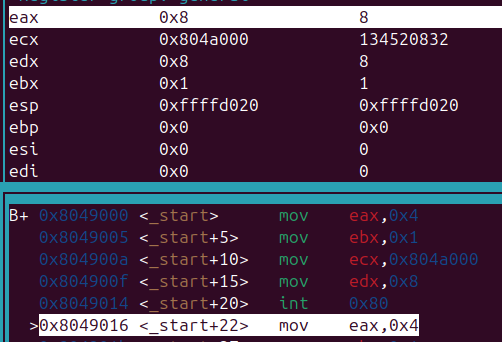 eax 0x8 8
ecx 0x804a000 134520832
edx 0x8 8
ebx 0x1 1
esp 0xffffd020 0xffffd020
ebp 0x0 0x0
esi 0x0 0
edi 0x0 0
B+ 0x8049000 <_start> mov eax,0x4
0x8049005 <_start+5> mov ebx,0x1
0x804900a <_start+10> mov ecx,0x804a000
0x804900f <_start+15> mov edx,0x8
0x8049014 <_start+20> int 0x80
>0x8049016 <_start+22> mov eax,0x4